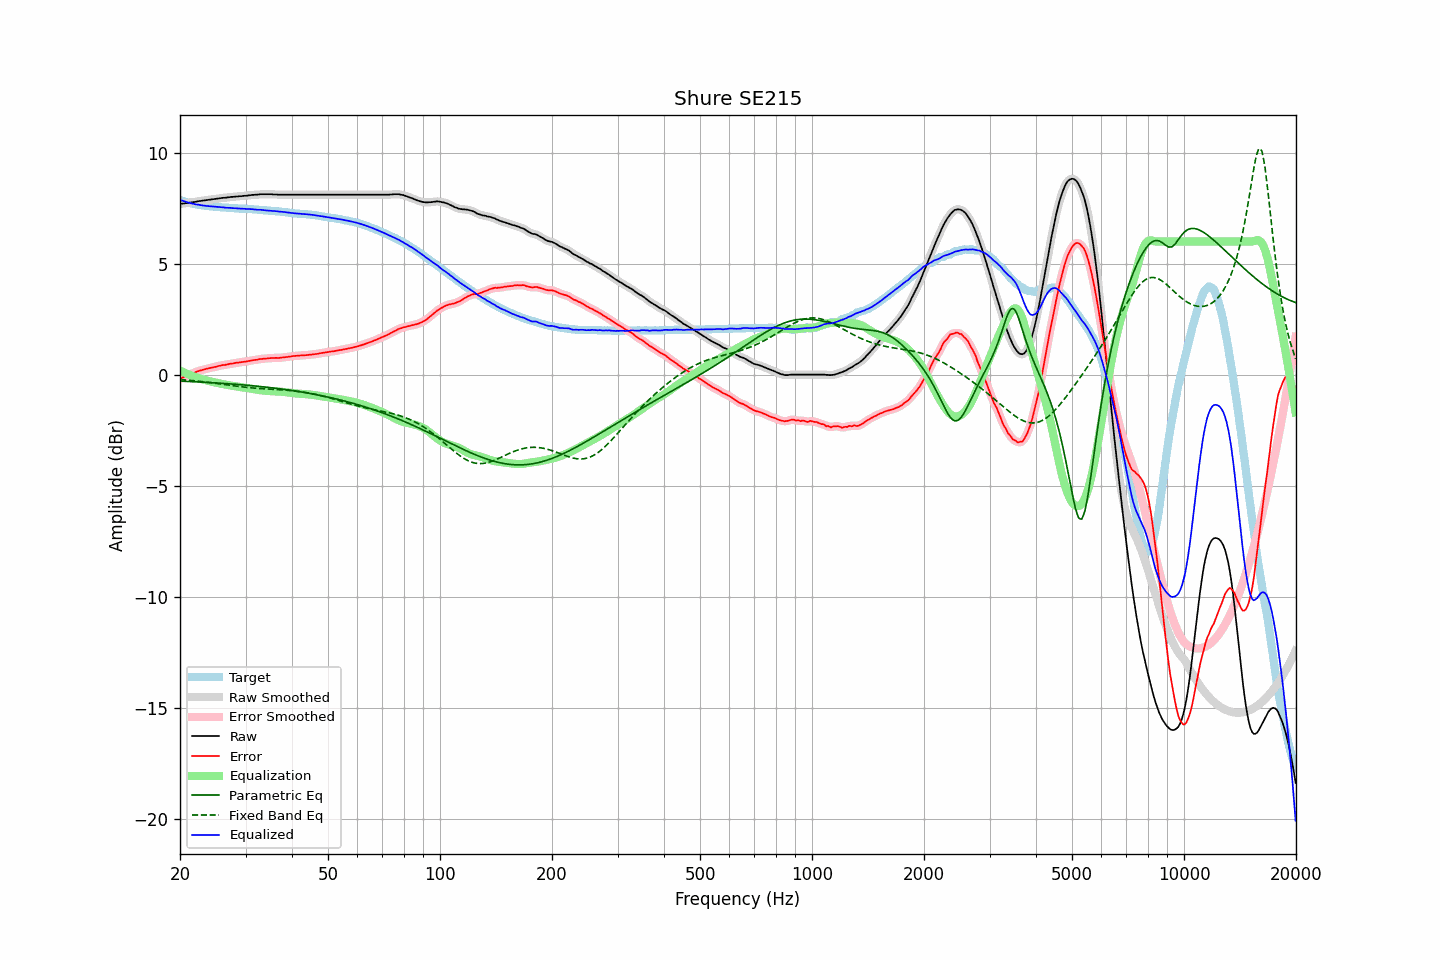 Shure SE215
10
5
0
−5
−10
−15
−20
Amplitude (dBr)
Target
Raw Smoothed
Error Smoothed
Raw
Error
Equalization
Parametric Eq
Fixed Band Eq
Equalized
20 50 100 200 500 1000 2000 5000 10000 20000
Frequency (Hz)